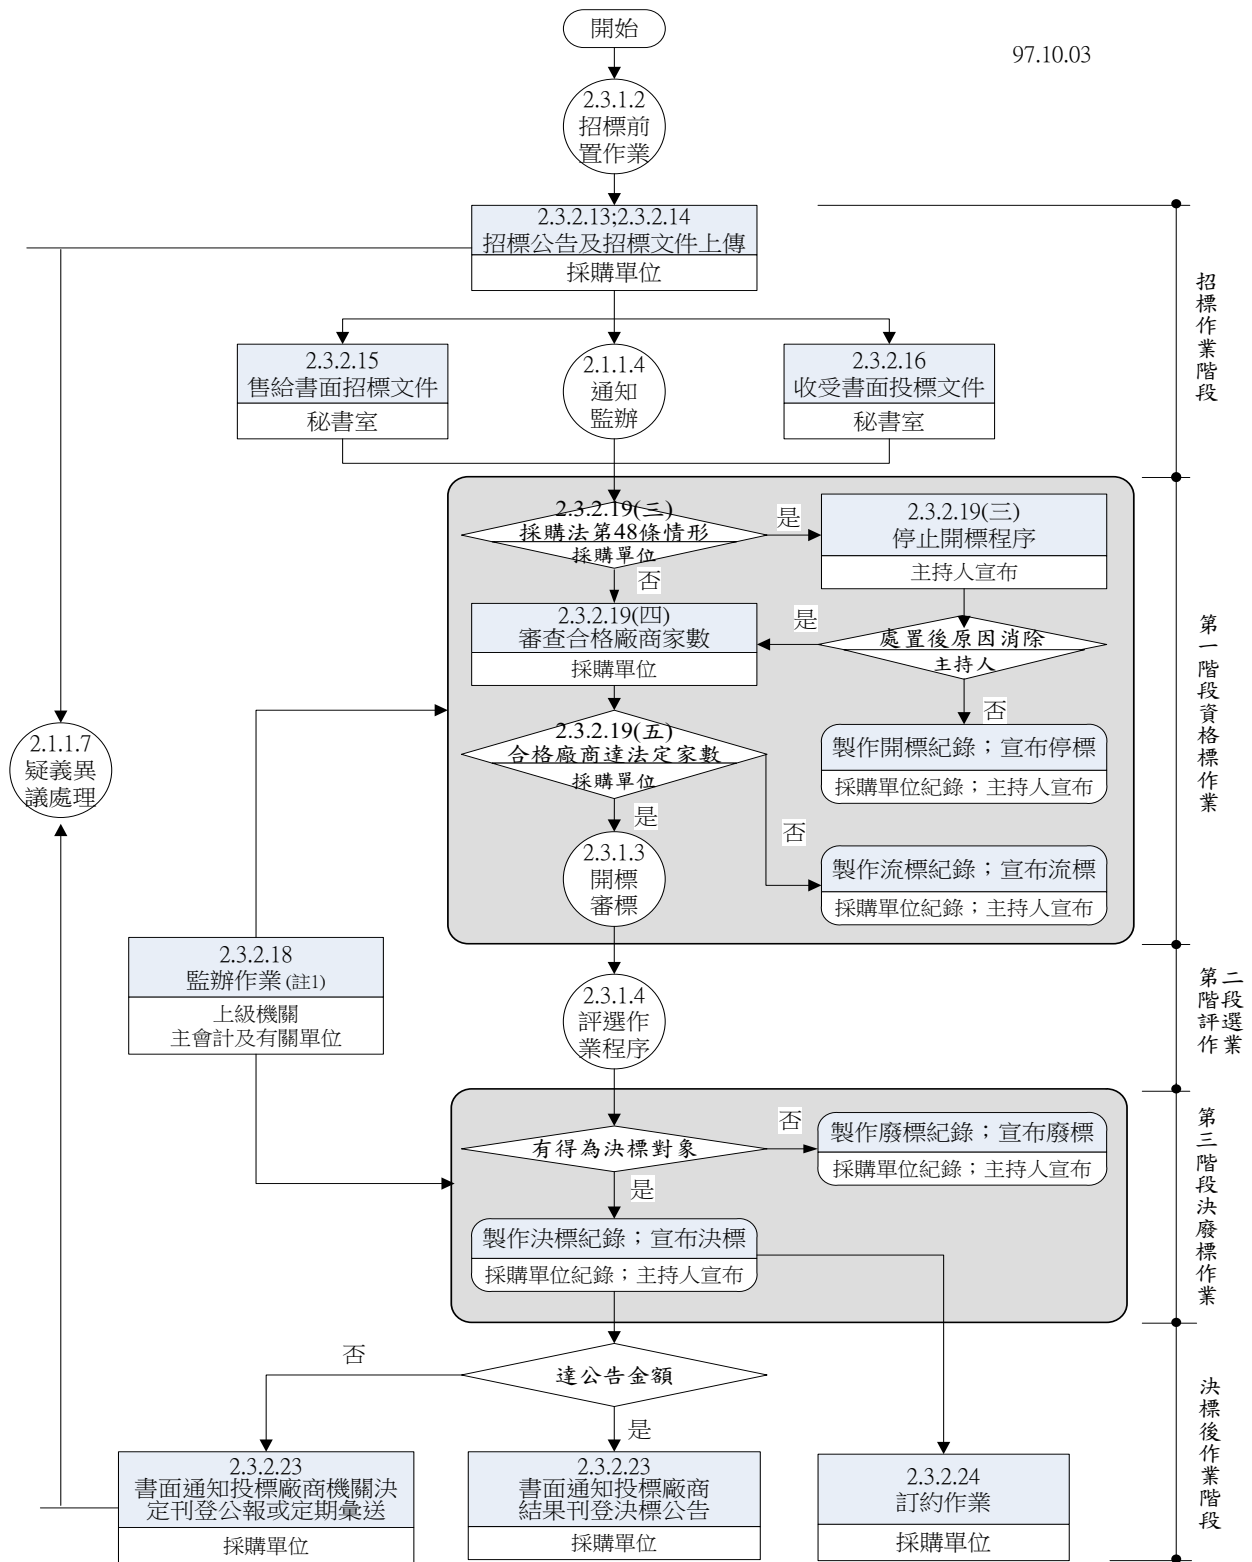 開始
97.10.03
2.3.1.2
招標前
置作業
2.3.2.13;2.3.2.14
招標公告及招標文件上傳
採購單位
招標作業階段
2.3.2.15
售給書面招標文件
秘書室
2.1.1.4
通知
監辦
2.3.2.16
收受書面投標文件
秘書室
2.3.2.19(三)
採購法第48條情形
採購單位
是
否
2.3.2.19(三)
停止開標程序
主持人宣布
2.3.2.19(四)
審查合格廠商家數
採購單位
是
處置後原因消除
主持人
否
第一階段資格標作業
2.3.2.19(五)
合格廠商達法定家數
採購單位
是
否
製作開標紀錄；宣布停標
採購單位紀錄；主持人宣布
2.1.1.7
疑義異
議處理
2.3.1.3
開標
審標
製作流標紀錄；宣布流標
採購單位紀錄；主持人宣布
2.3.2.18
監辦作業(註1)
上級機關
主會計及有關單位
2.3.1.4
評選作
業程序
第二
階段
評選
作業
有得為決標對象
否
是
製作廢標紀錄；宣布廢標
採購單位紀錄；主持人宣布
製作決標紀錄；宣布決標
採購單位紀錄；主持人宣布
第三階段決廢標作業
達公告金額
否
是
2.3.2.23
書面通知投標廠商機關決
定刊登公報或定期彙送
採購單位
2.3.2.23
書面通知投標廠商
結果刊登決標公告
採購單位
2.3.2.24
訂約作業
採購單位
決標後作業階段